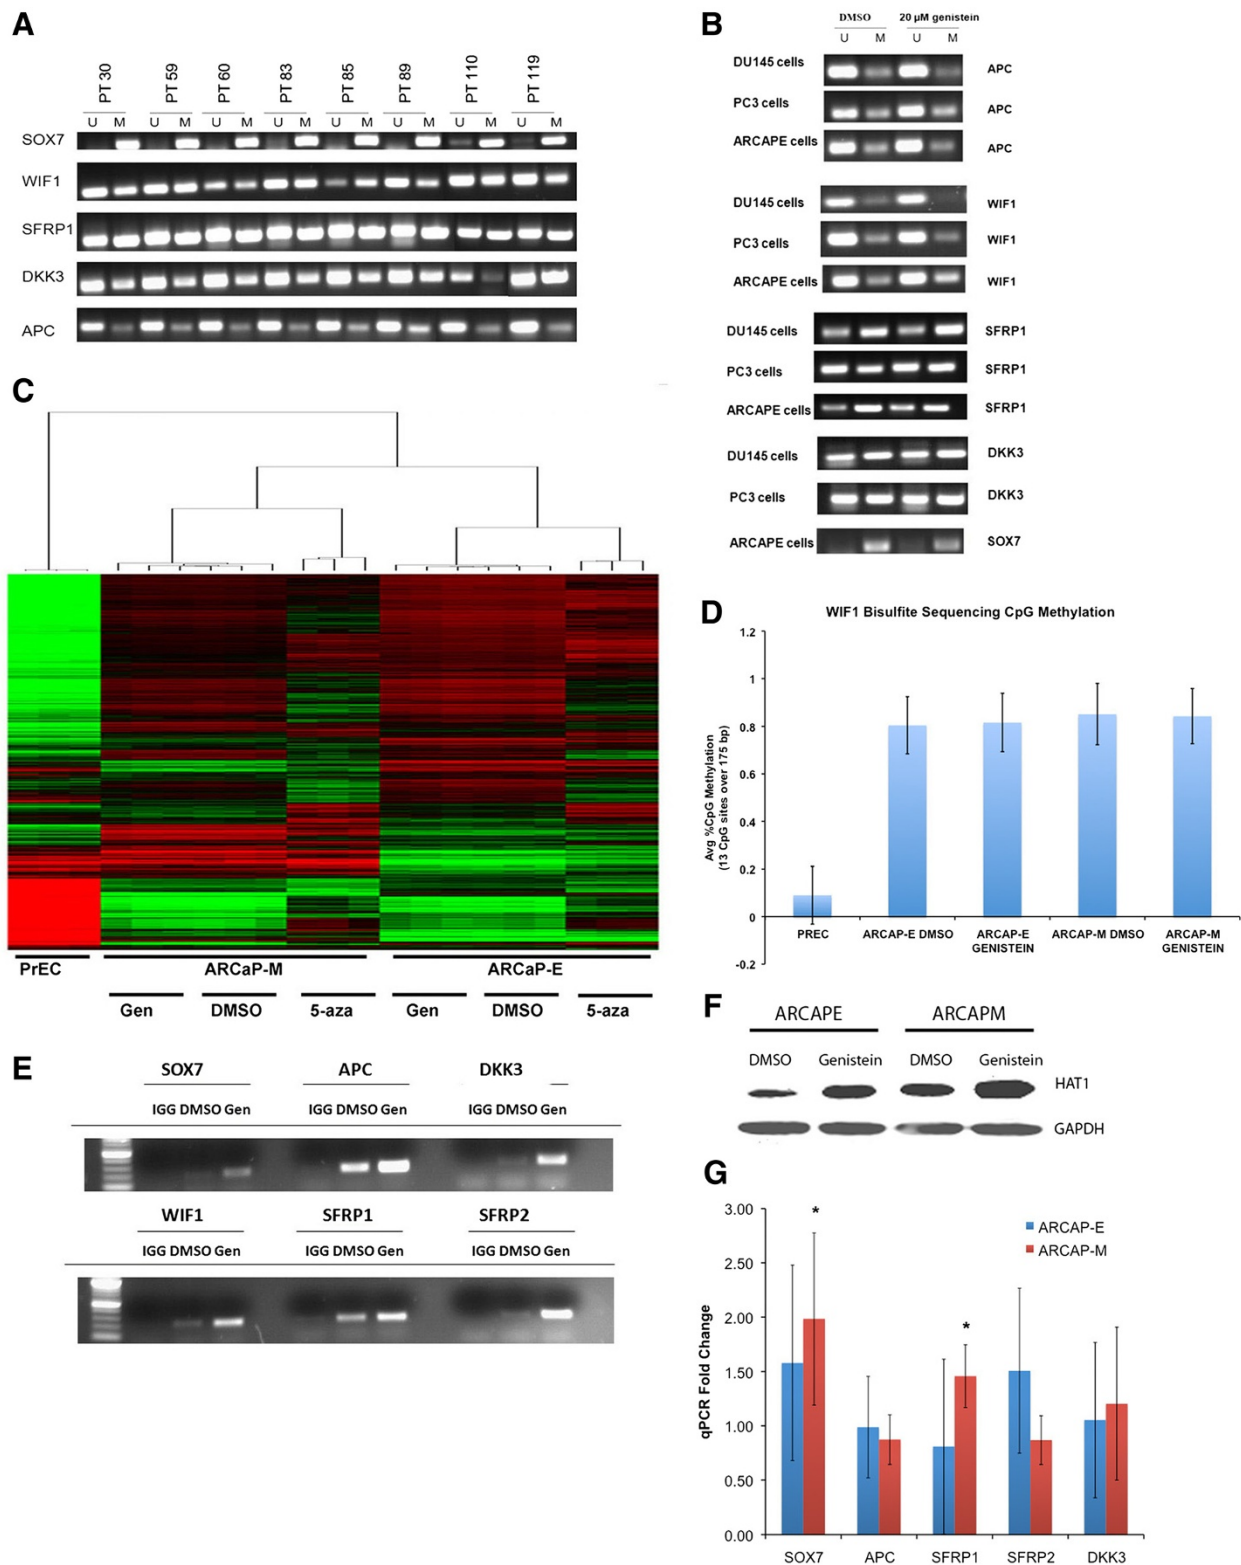 A
PT 30 PT 59 PT 60 PT 83 PT 85 PT 89 PT 110 PT 119
U M U M U M U M U M U M U M U M
SOX7
WIF1
SFRP1
DKK3
APC
B
DMSO 20 µM genistein
U M U M
DU145 cells APC
PC3 cells APC
ARCAPE cells APC
DU145 cells WIF1
PC3 cells WIF1
ARCAPE cells WIF1
DU145 cells SFRP1
PC3 cells SFRP1
ARCAPE cells SFRP1
DU145 cells DKK3
PC3 cells DKK3
ARCAPE cells SOX7
C
PrEC ARCaP-M ARCaP-E
Gen DMSO 5-aza Gen DMSO 5-aza
D
WIF1 Bisulfite Sequencing CpG Methylation
Avg %CpG Methylation
(13 CpG sites over 175 bp)
1.2
1
0.8
0.6
0.4
0.2
0
-0.2
PREC ARCAP-E DMSO ARCAP-E ARCAP-M DMSO ARCAP-M
GENISTEIN GENISTEIN
E
SOX7 APC DKK3
IGG DMSO Gen IGG DMSO Gen IGG DMSO Gen
WIF1 SFRP1 SFRP2
IGG DMSO Gen IGG DMSO Gen IGG DMSO Gen
F
ARCAPE ARCAPM
DMSO Genistein DMSO Genistein
HAT1
GAPDH
G
qPCR Fold Change
3.00
2.50
2.00
1.50
1.00
0.50
0.00
* *
ARCAP-E
ARCAP-M
SOX7 APC SFRP1 SFRP2 DKK3